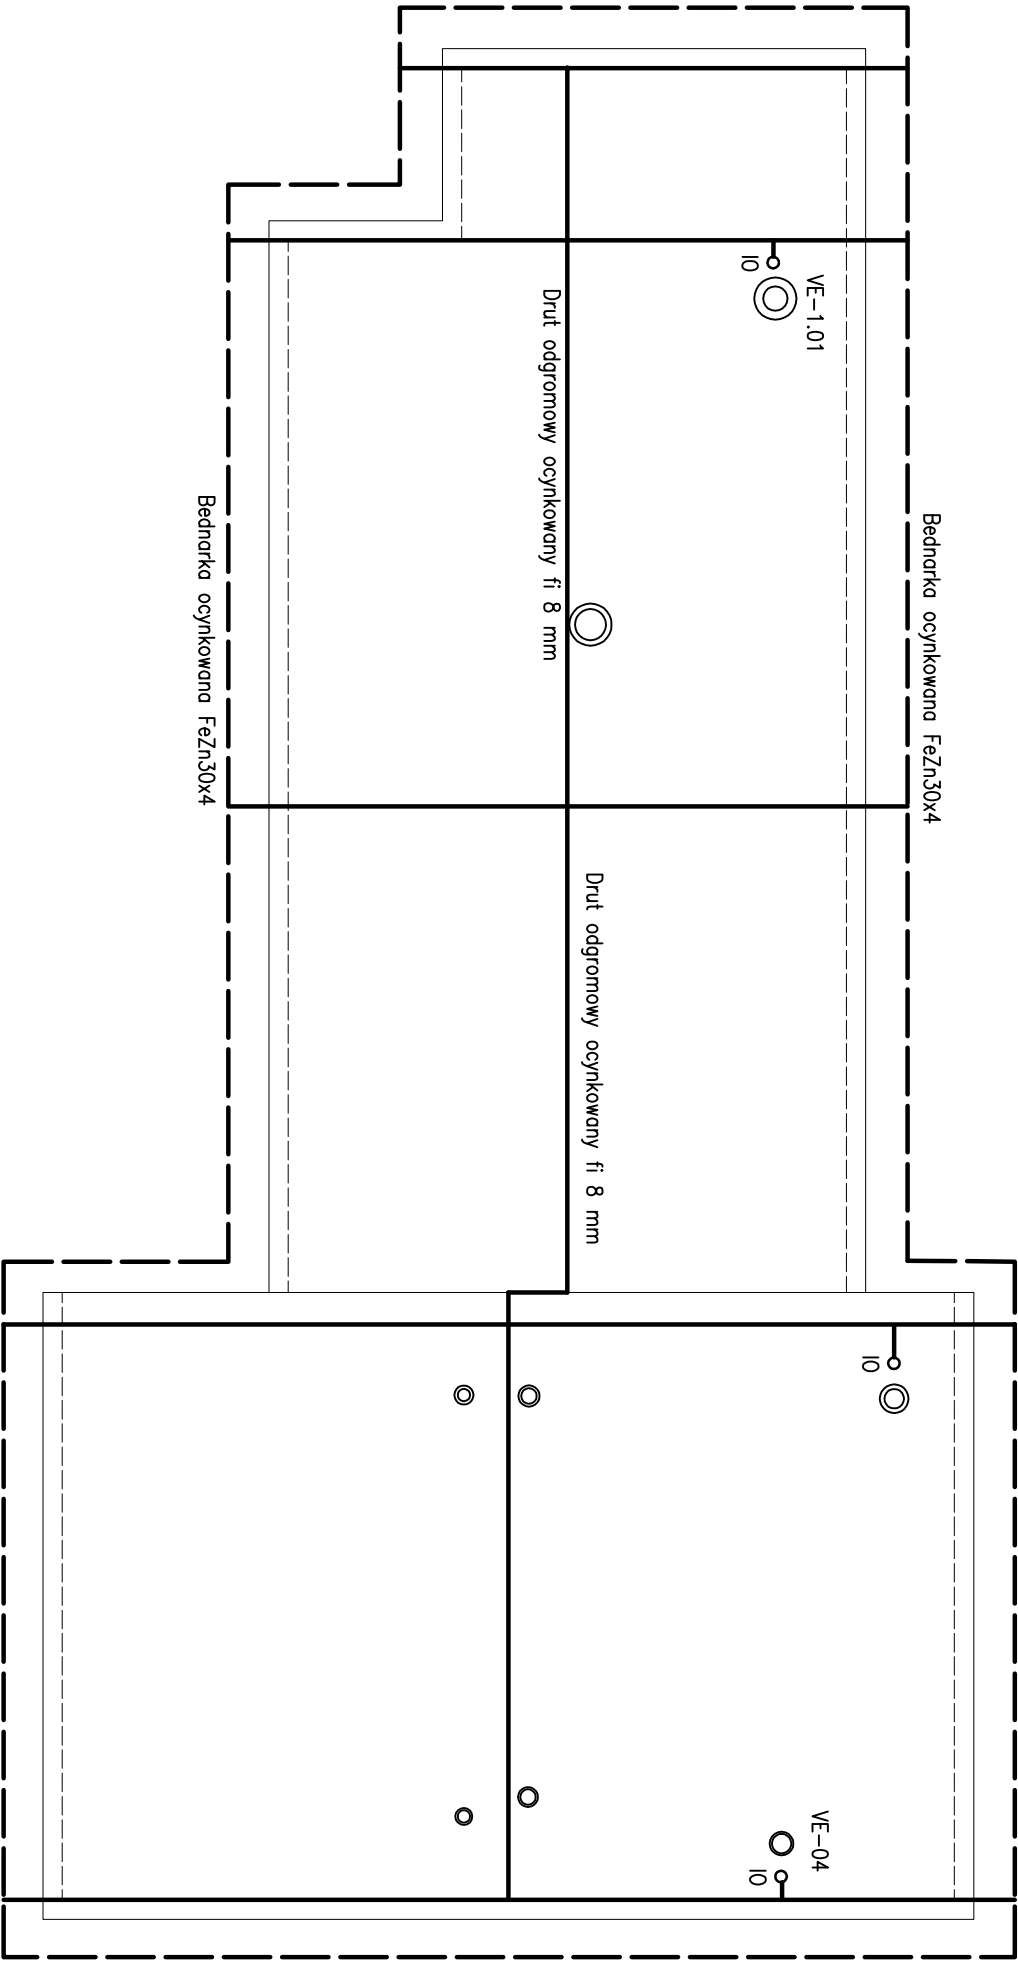 Bednarka ocynkowana FeZn30x4
VE-1.01
IO
Drut odgromowy ocynkowany fi 8 mm
Drut odgromowy ocynkowany fi 8 mm
Bednarka ocynkowana FeZn30x4
IO
VE-04
IO